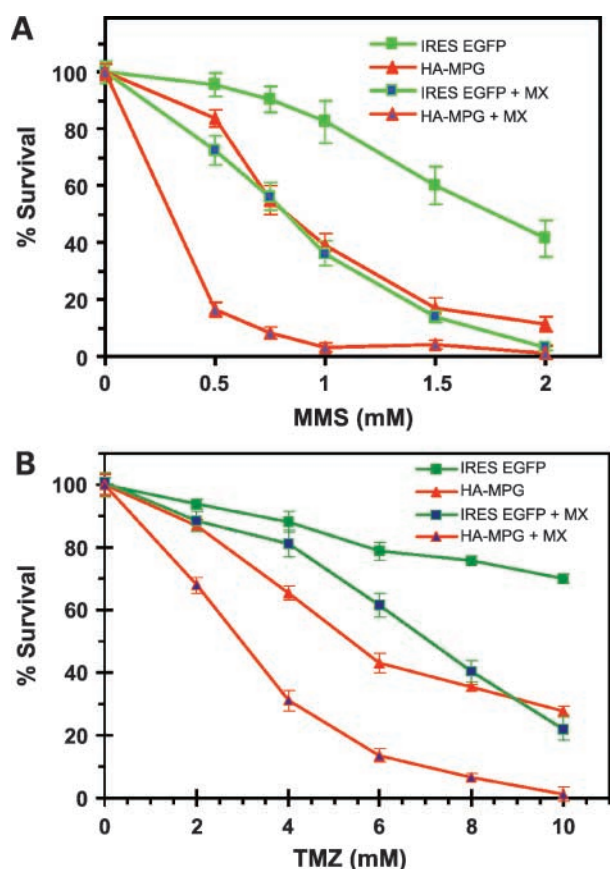 A
IRES EGFP
HA-MPG
IRES EGFP + MX
HA-MPG + MX
% Survival
100
80
60
40
20
0
0
0.5
1
1.5
2
MMS (mM)
B
IRES EGFP
HA-MPG
IRES EGFP + MX
HA-MPG + MX
% Survival
100
80
60
40
20
0
0
2
4
6
8
10
TMZ (mM)